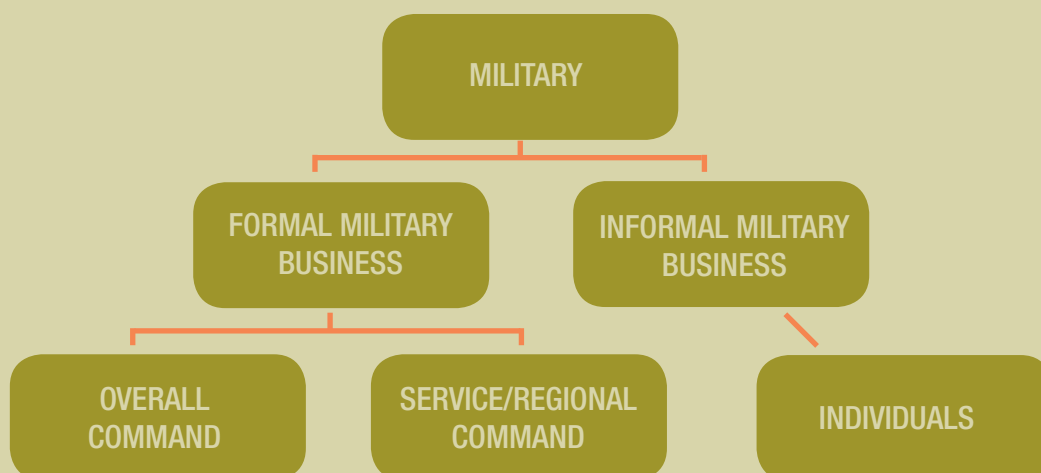 MILITARY
FORMAL MILITARY
BUSINESS
INFORMAL MILITARY
BUSINESS
OVERALL
COMMAND
SERVICE/REGIONAL
COMMAND
INDIVIDUALS